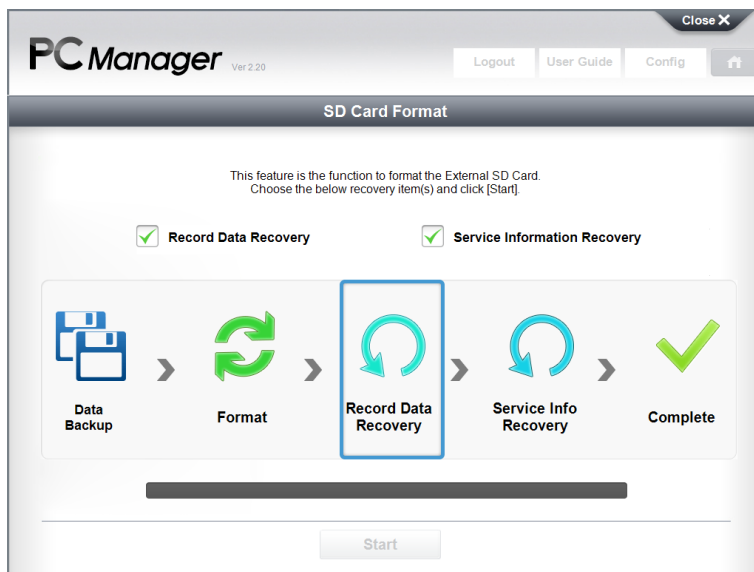 Close X
PC Manager Ver 2.20
Logout User Guide Config
SD Card Format
This feature is the function to format the External SD Card.
Choose the below recovery item(s) and click [Start].
Record Data Recovery Service Information Recovery
Data
Backup
Format
Record Data
Recovery
Service Info
Recovery
Complete
Start